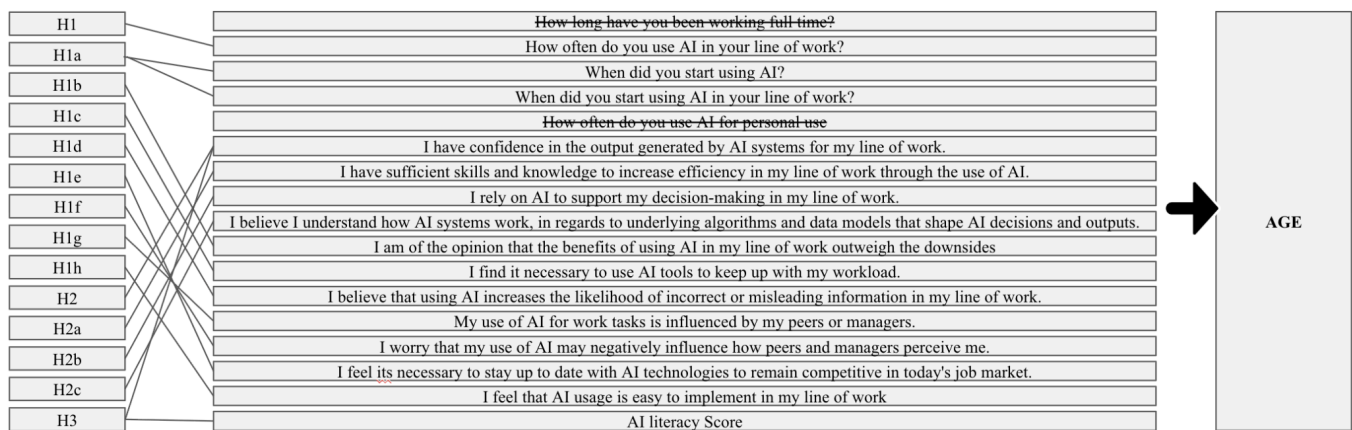 H1
H1a
H1b
H1c
H1d
H1e
H1f
H1g
H1h
H2
H2a
H2b
H2c
H3
How long have you been working full time?
How often do you use AI in your line of work?
When did you start using AI?
When did you start using AI in your line of work?
How often do you use AI for personal use
I have confidence in the output generated by AI systems for my line of work.
I have sufficient skills and knowledge to increase efficiency in my line of work through the use of AI.
I rely on AI to support my decision-making in my line of work.
I believe I understand how AI systems work, in regards to underlying algorithms and data models that shape AI decisions and outputs.
I am of the opinion that the benefits of using AI in my line of work outweigh the downsides
I find it necessary to use AI tools to keep up with my workload.
I believe that using AI increases the likelihood of incorrect or misleading information in my line of work.
My use of AI for work tasks is influenced by my peers or managers.
I worry that my use of AI may negatively influence how peers and managers perceive me.
I feel its necessary to stay up to date with AI technologies to remain competitive in today's job market.
I feel that AI usage is easy to implement in my line of work
AI literacy Score
AGE